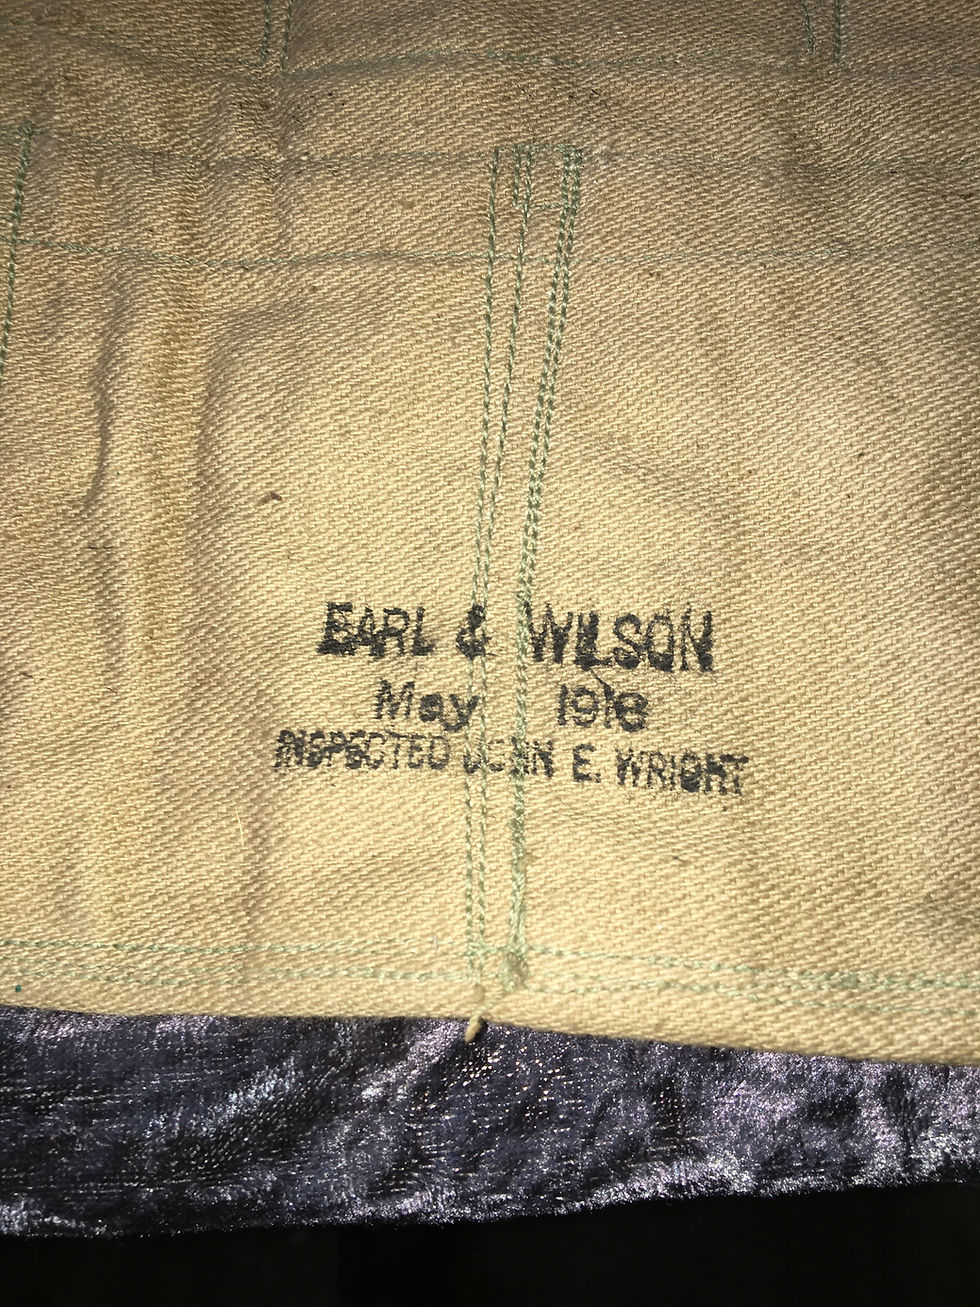 EARL & WILSON
May 1918
INSPECTED JOHN E. WRIGHT